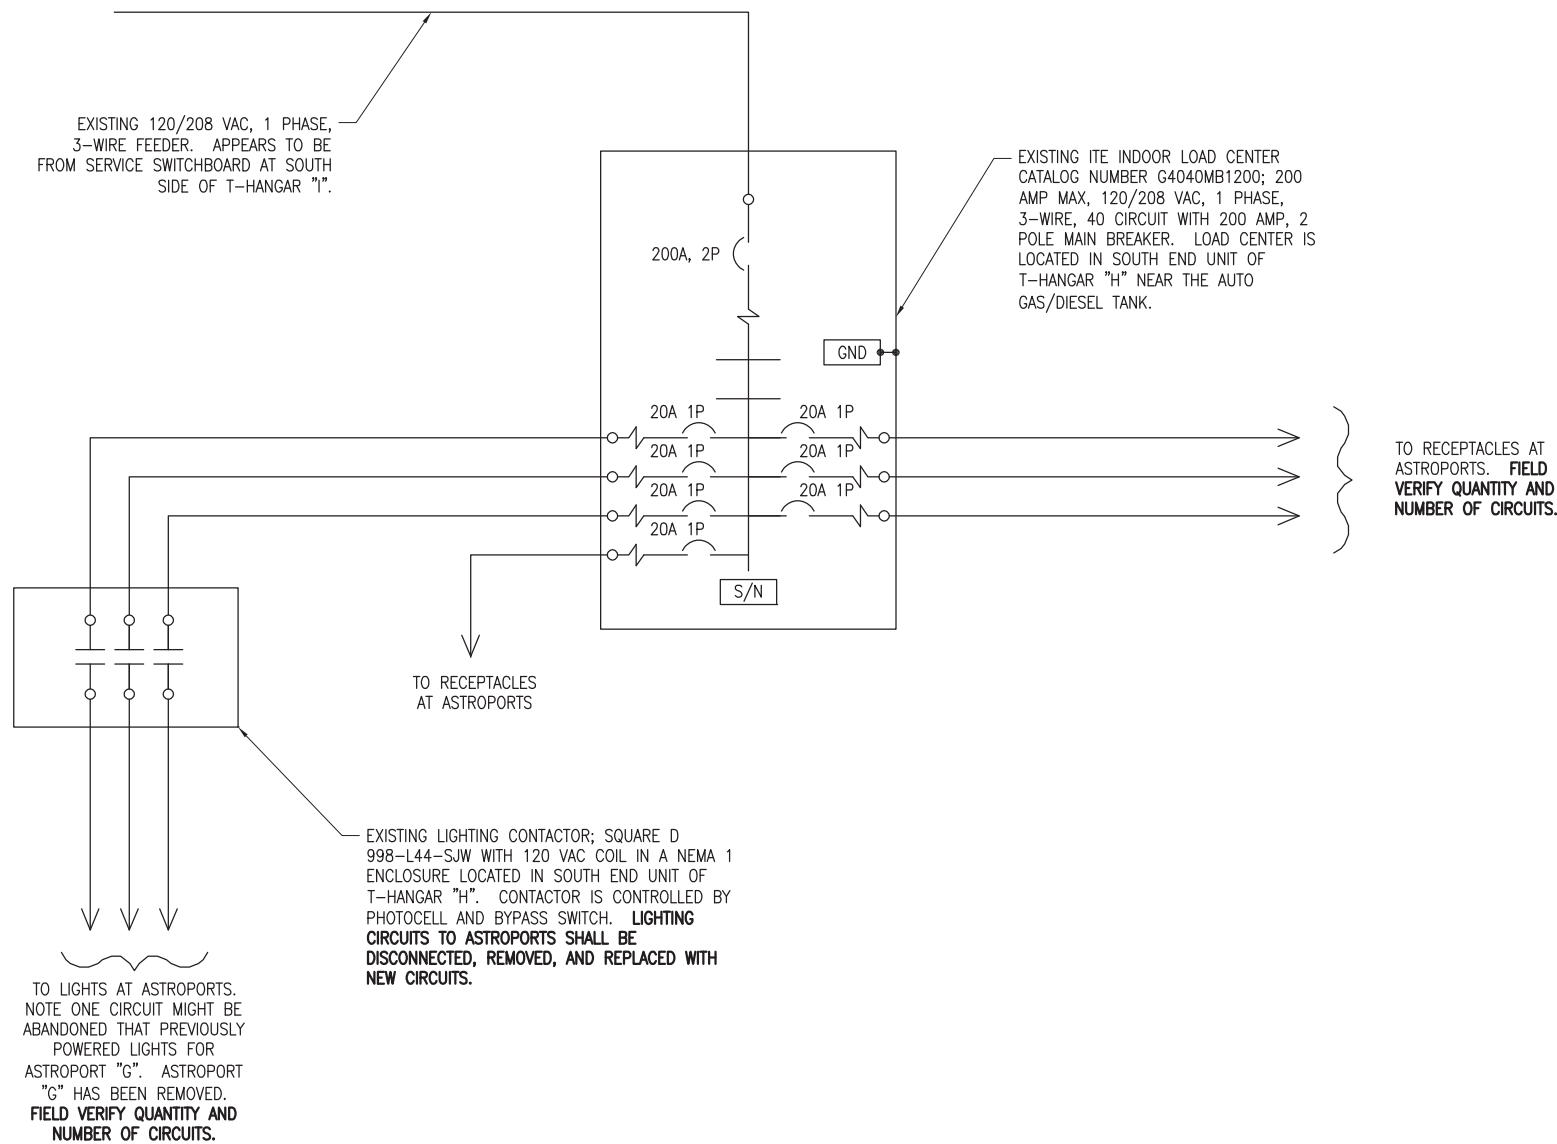 EXISTING 120/208 VAC, 1 PHASE,
3-WIRE FEEDER. APPEARS TO BE
FROM SERVICE SWITCHBOARD AT SOUTH
SIDE OF T-HANGAR "I".
EXISTING ITE INDOOR LOAD CENTER
CATALOG NUMBER G4040MB1200; 200
AMP MAX, 120/208 VAC, 1 PHASE,
3-WIRE, 40 CIRCUIT WITH 200 AMP, 2
POLE MAIN BREAKER. LOAD CENTER IS
LOCATED IN SOUTH END UNIT OF
T-HANGAR "H" NEAR THE AUTO
GAS/DIESEL TANK.
200A, 2P
GND
20A 1P
20A 1P
20A 1P
20A 1P
20A 1P
20A 1P
20A 1P
S/N
TO RECEPTACLES AT
ASTROPORTS. FIELD
VERIFY QUANTITY AND
NUMBER OF CIRCUITS.
TO RECEPTACLES
AT ASTROPORTS
EXISTING LIGHTING CONTACTOR; SQUARE D
998-L44-SJW WITH 120 VAC COIL IN A NEMA 1
ENCLOSURE LOCATED IN SOUTH END UNIT OF
T-HANGAR "H". CONTACTOR IS CONTROLLED BY
PHOTOCELL AND BYPASS SWITCH. LIGHTING
CIRCUITS TO ASTROPORTS SHALL BE
DISCONNECTED, REMOVED, AND REPLACED WITH
NEW CIRCUITS.
TO LIGHTS AT ASTROPORTS.
NOTE ONE CIRCUIT MIGHT BE
ABANDONED THAT PREVIOUSLY
POWERED LIGHTS FOR
ASTROPORT "G". ASTROPORT
"G" HAS BEEN REMOVED.
FIELD VERIFY QUANTITY AND
NUMBER OF CIRCUITS.